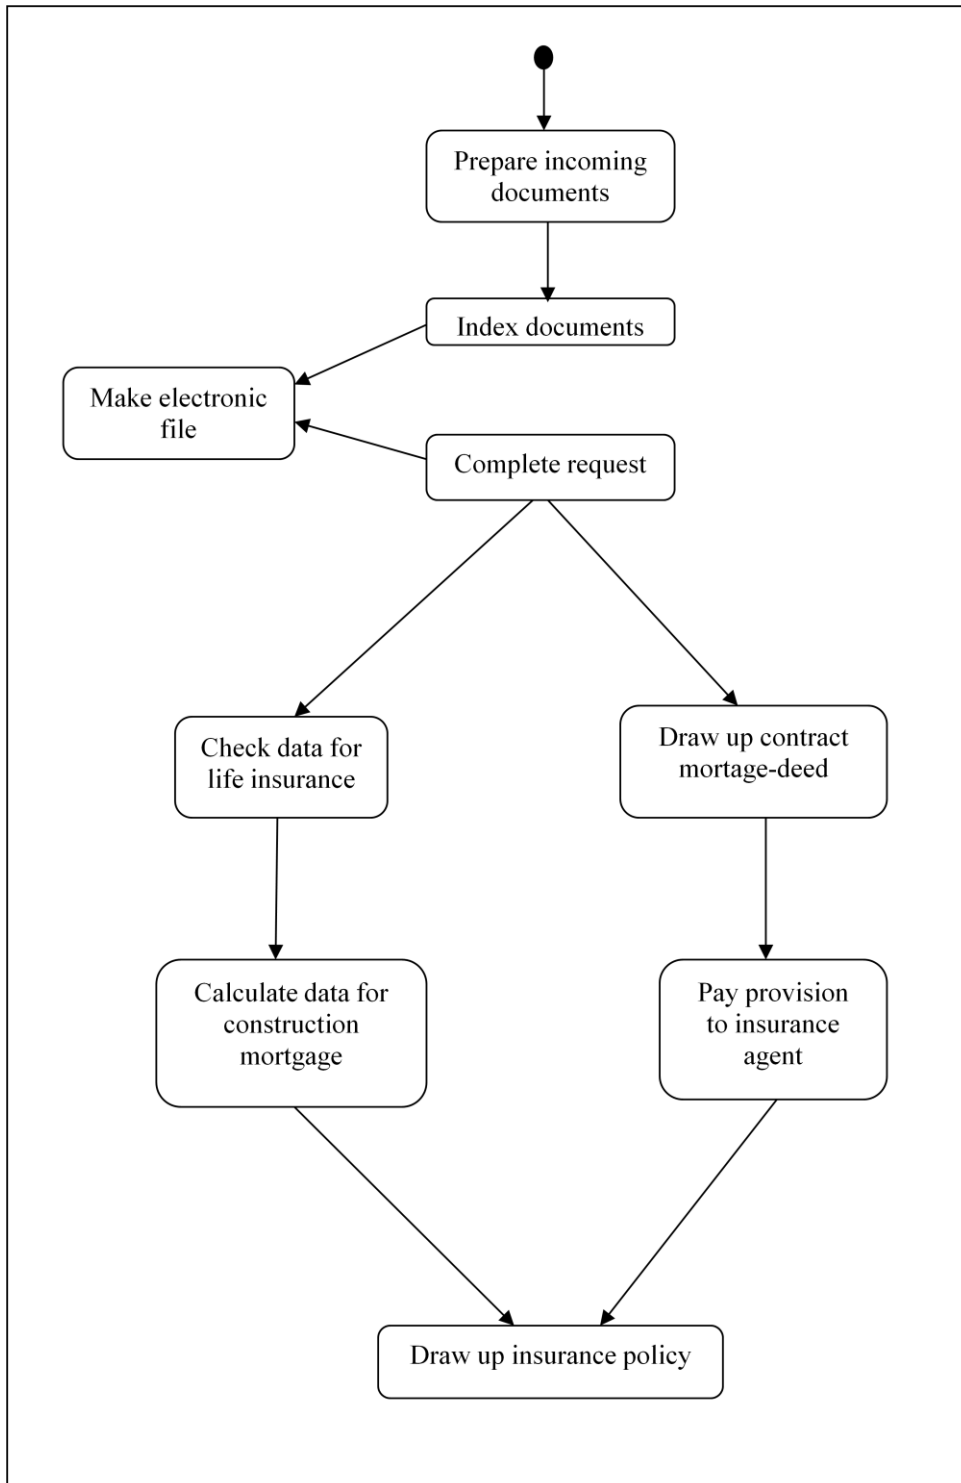 Prepare incoming
documents
Index documents
Make electronic
file
Complete request
Check data for
life insurance
Draw up contract
mortage-deed
Calculate data for
construction
mortgage
Pay provision
to insurance
agent
Draw up insurance policy